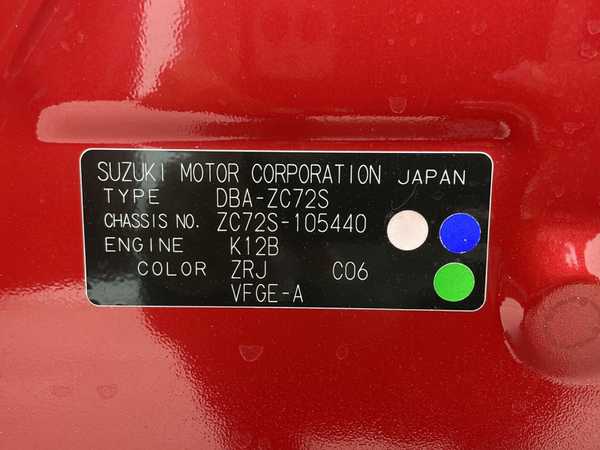 SUZUKI MOTOR CORPORATION JAPAN
TYPE DBA-ZC72S
CHASSIS NO. ZC72S-105440
ENGINE K12B
COLOR ZRJ C06
VFGE-A